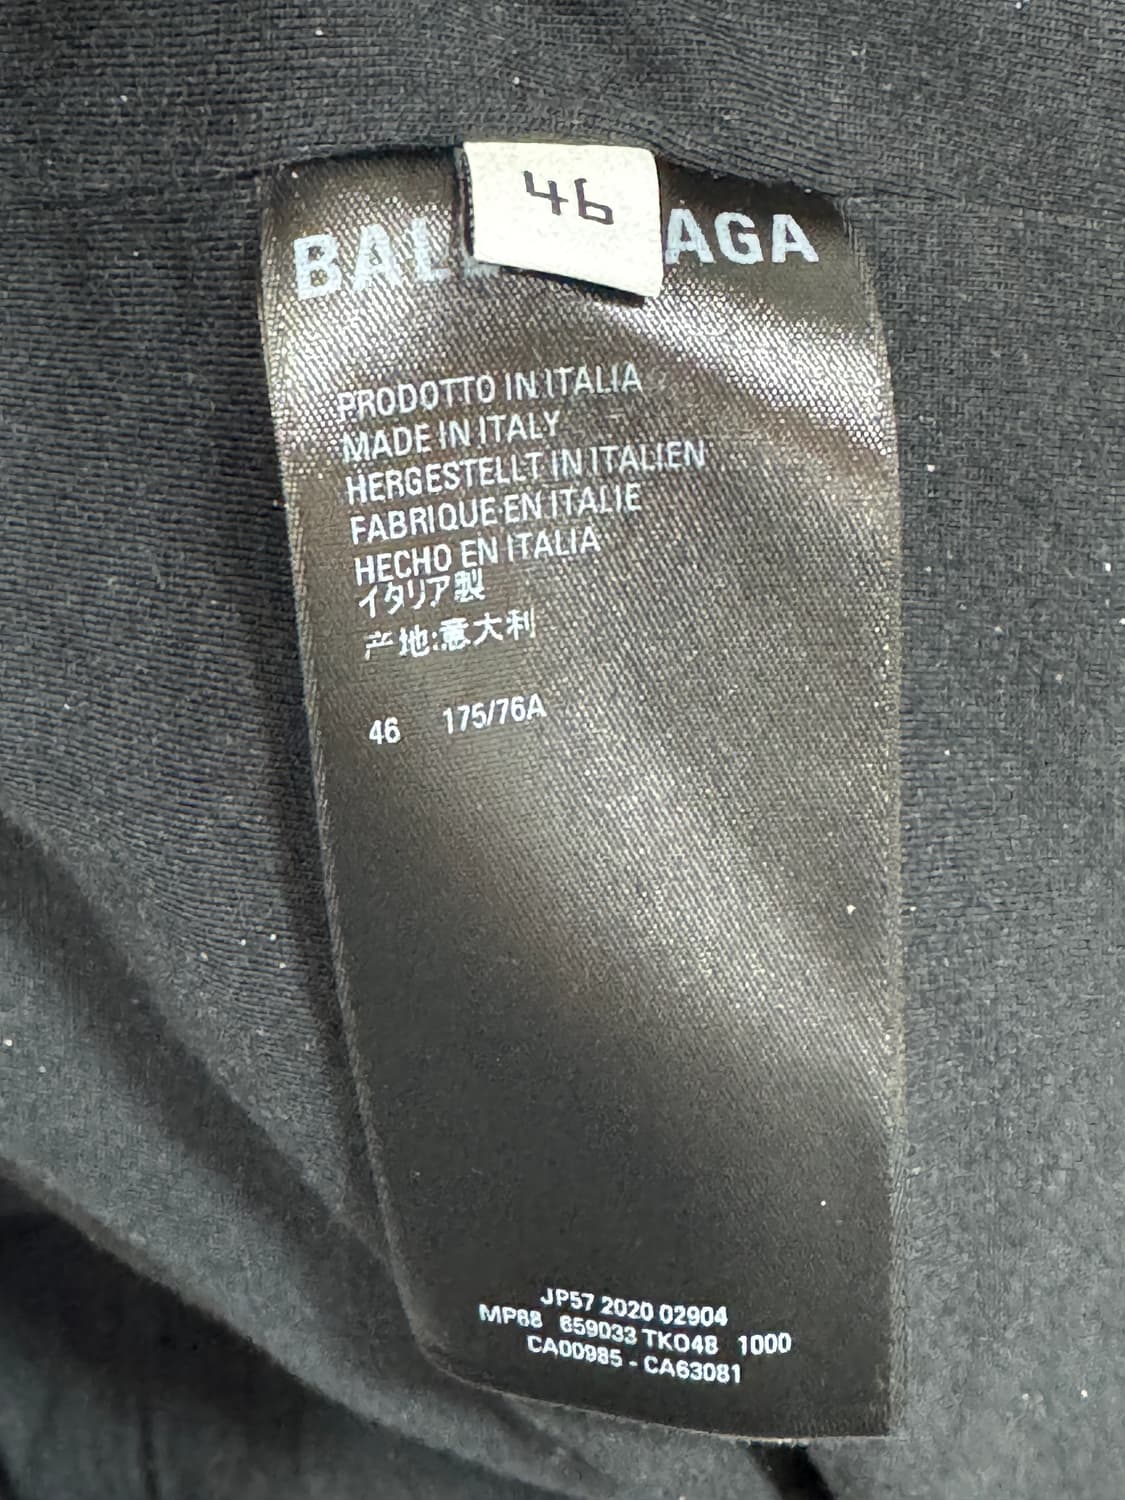 46
BAL AGA
PRODOTTO IN ITALIA
MADE IN ITALY
HERGESTELLT IN ITALIEN
FABRIQUE EN ITALIE
HECHO EN ITALIA
イタリア製
产地:意大利
46 175/76A
JP57 2020 02904
MP88 659033 TKO48 1000
CA00985 - CA63081